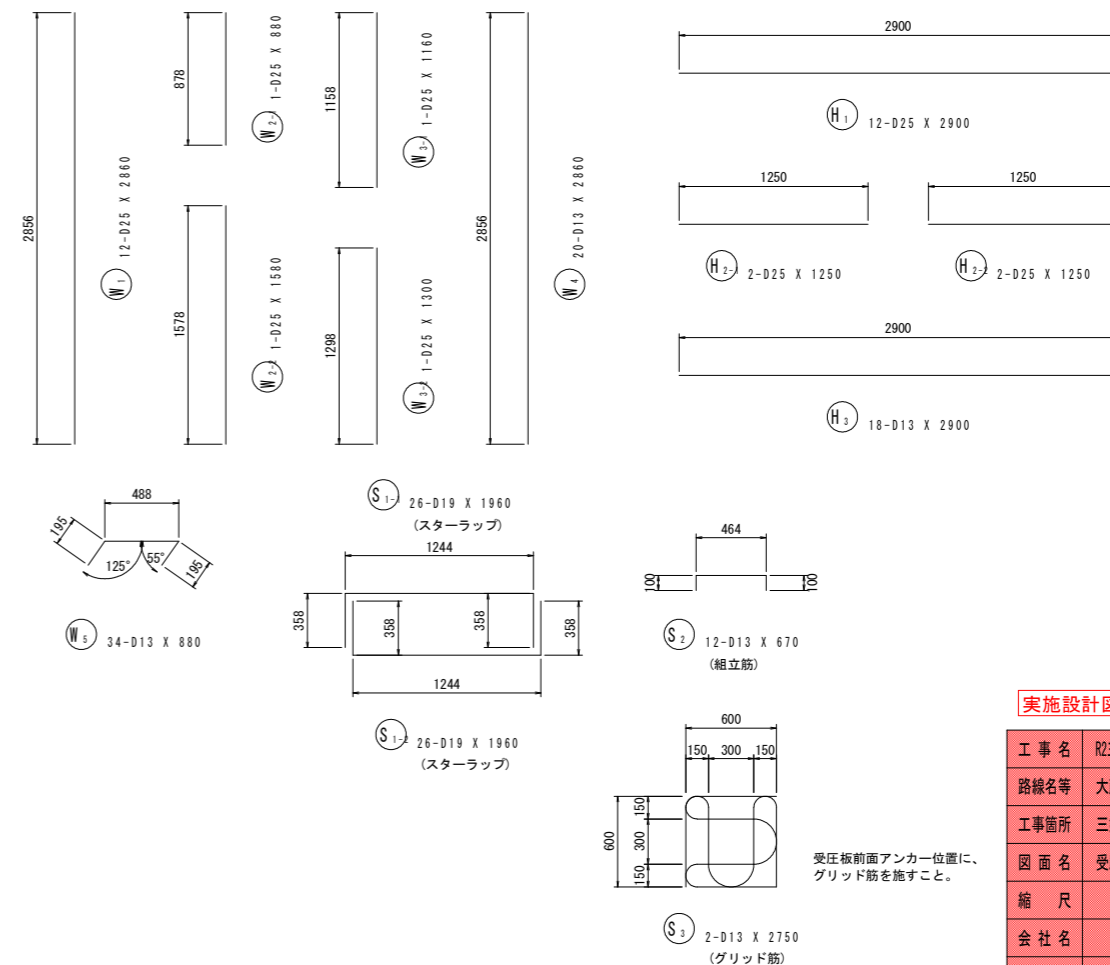 2856
W1 12-D25 X 2860
878
W2-1 1-D25 X 880
1578
W2-2 1-D25 X 1580
1158
W3-1 1-D25 X 1160
1298
W3-2 1-D25 X 1300
2856
W4 20-D13 X 2860
2900
H1 12-D25 X 2900
1250
1250
H2-1 2-D25 X 1250
H2-2 2-D25 X 1250
2900
H3 18-D13 X 2900
488
195
195
125°
55°
W5 34-D13 X 880
S1-1 26-D19 X 1960
(スターラップ)
1244
358
358
358
358
1244
S1-2 26-D19 X 1960
(スターラップ)
464
100
100
S2 12-D13 X 670
(組立筋)
600
150 300 150
600
150
300
150
受圧板前面アンカー位置に、
グリッド筋を施すこと。
S3 2-D13 X 2750
(グリッド筋)
実施設計図
工事名
路線名等 大
工事箇所 三
図面名 受
縮尺
会社名